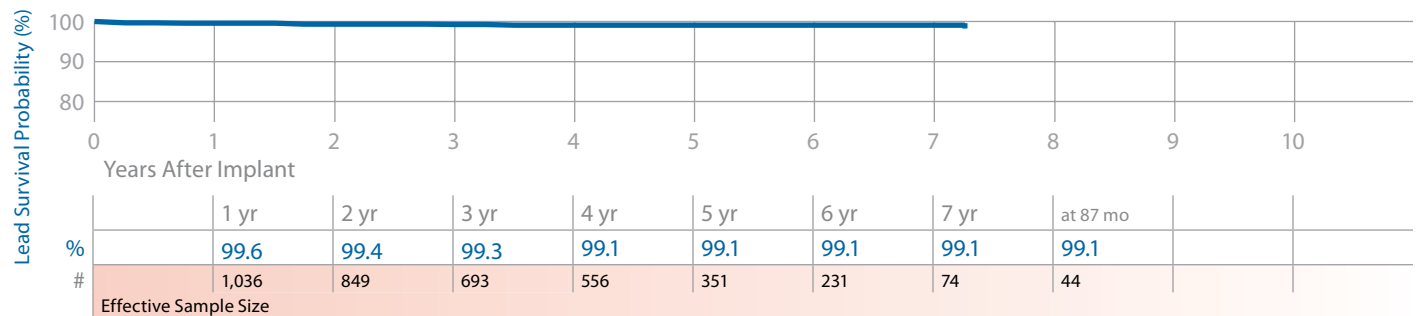 Lead Survival Probability (%)
100
90
80
0 1 2 3 4 5 6 7 8 9 10
Years After Implant
1 yr 2 yr 3 yr 4 yr 5 yr 6 yr 7 yr at 87 mo
% 99.6 99.4 99.3 99.1 99.1 99.1 99.1 99.1
# 1,036 849 693 556 351 231 74 44
Effective Sample Size